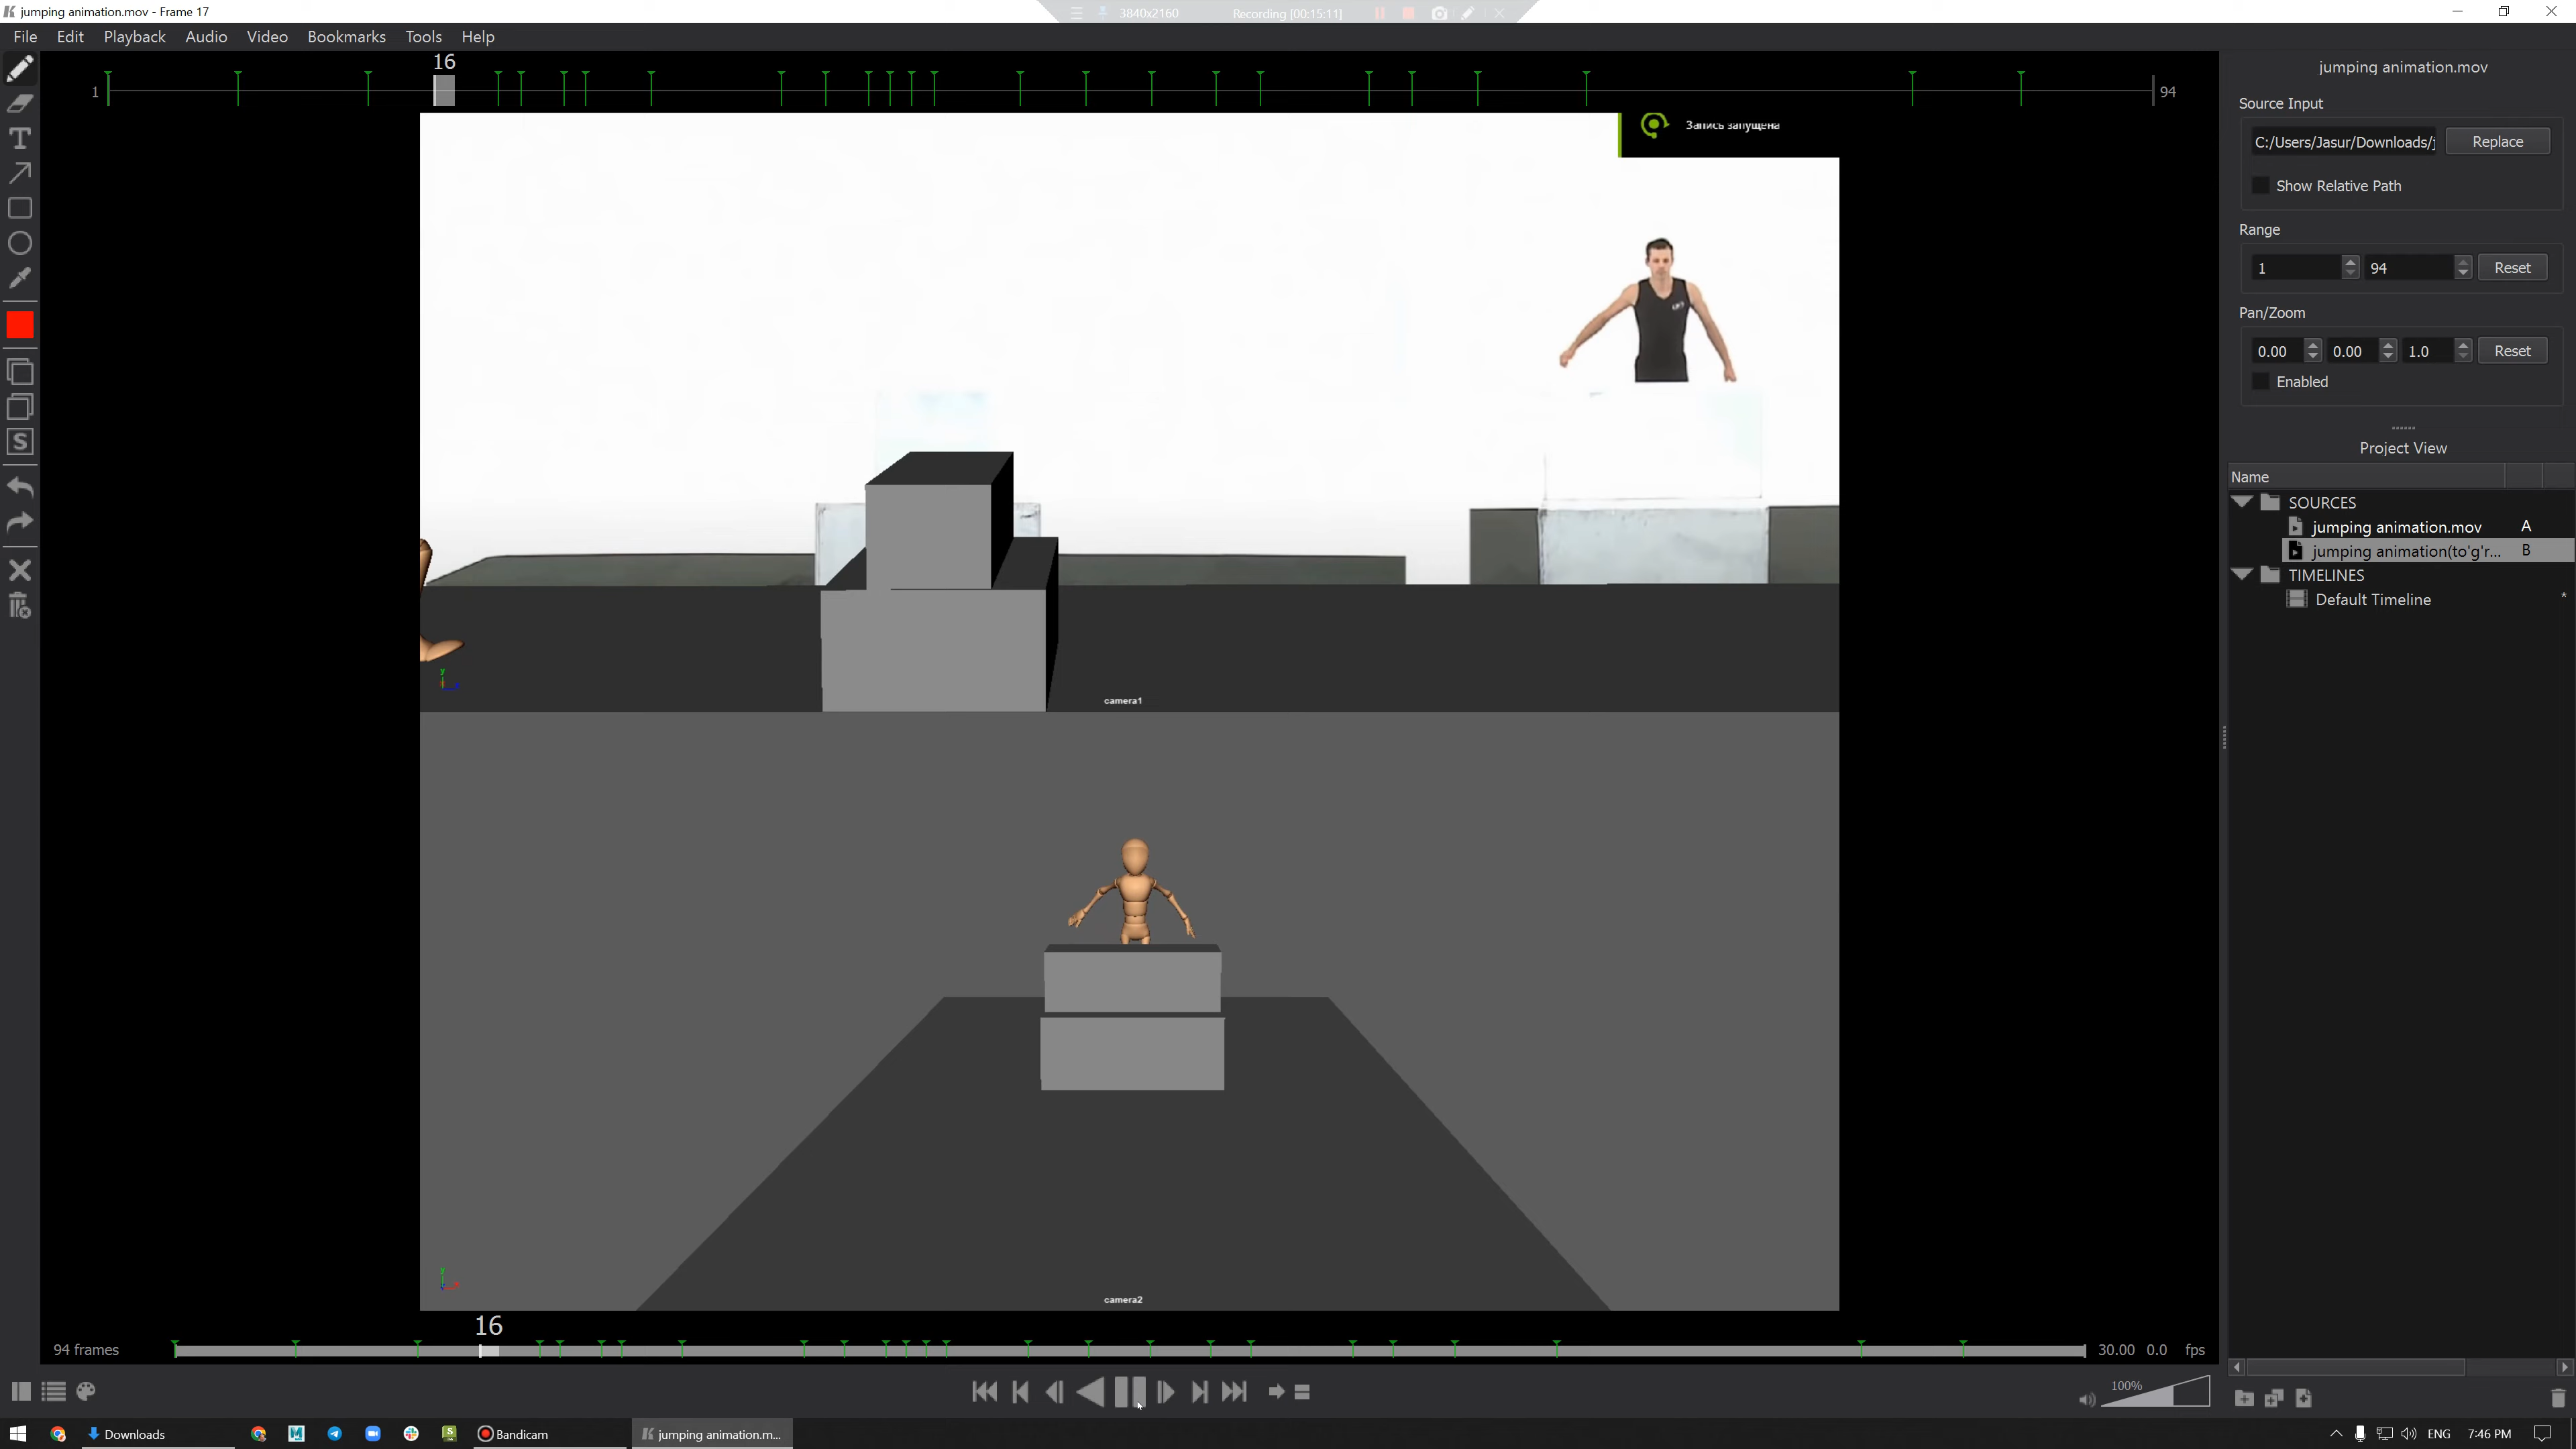 jumping animation.mov - Frame 17
3840x2160
Recording [00:15:11]
File Edit Playback Audio Video Bookmarks Tools Help
16
1
94
Запись запущена
camera1
camera2
16
94 frames
30.00 0.0 fps
100%
jumping animation.mov
Source Input
C:/Users/Jasur/Downloads/j
Replace
Show Relative Path
Range
1
94
Reset
Pan/Zoom
0.00
0.00
1.0
Reset
Enabled
Project View
Name
SOURCES
jumping animation.mov A
jumping animation(to'g'r... B
TIMELINES
Default Timeline *
Downloads
Bandicam
jumping animation.m...
ENG
7:46 PM